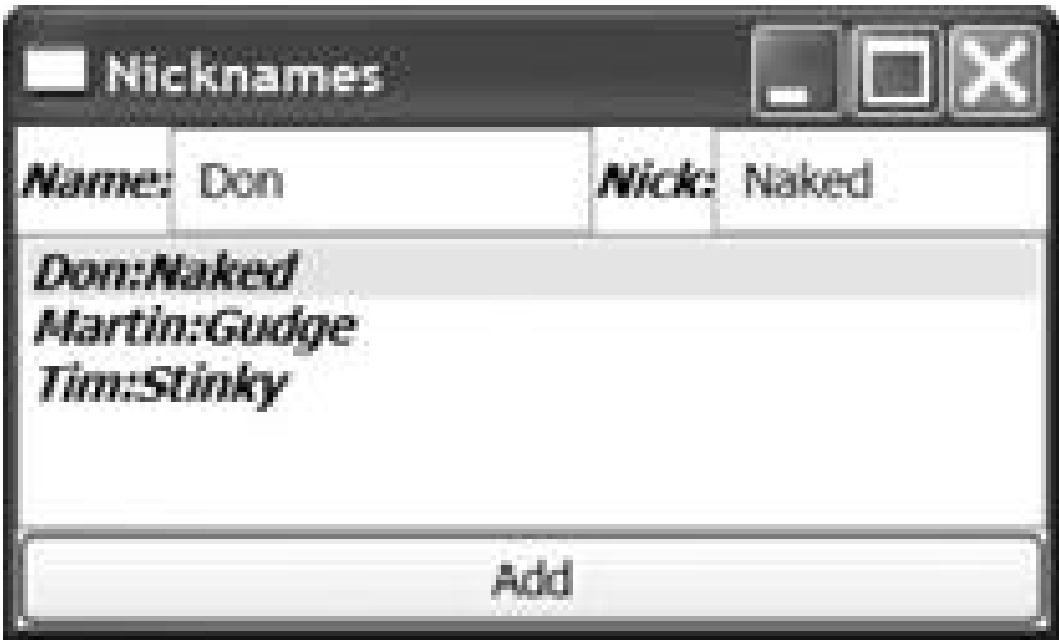 Nicknames
Name: Don Nick: Naked
Don:Naked
Martin:Gudge
Tim:Stinky
Add